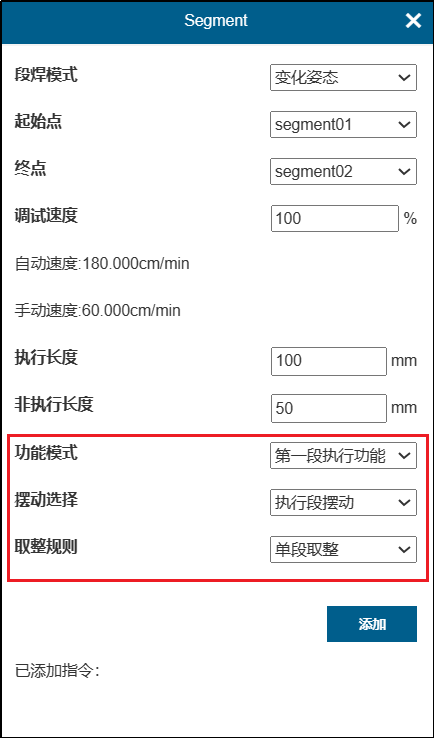 Segment
段焊模式 变化姿态
起始点 segment01
终点 segment02
调试速度 100 %
自动速度:180.000cm/min
手动速度:60.000cm/min
执行长度 100 mm
非执行长度 50 mm
功能模式 第一段执行功能
摆动选择 执行段摆动
取整规则 单段取整
添加
已添加指令: